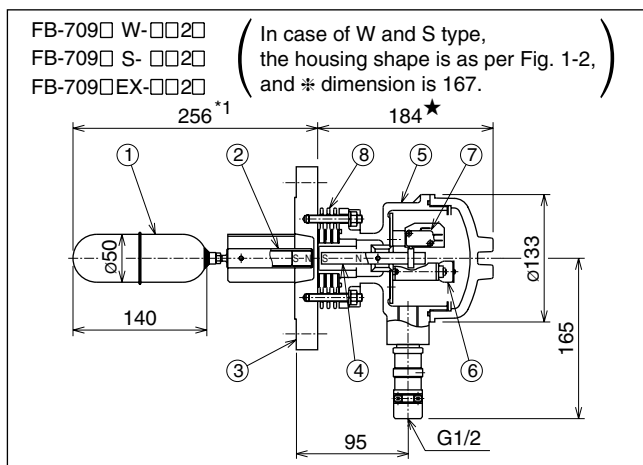 FB-709□ W-□□2□
FB-709□ S- □□2□
FB-709□ EX-□□2□
In case of W and S type,
the housing shape is as per Fig. 1-2,
and ⁜ dimension is 167.
256*1
184★
①
②
⑧
⑤
⑦
ø50
S N
S N
ø133
140
165
③
④
⑥
95
G1/2